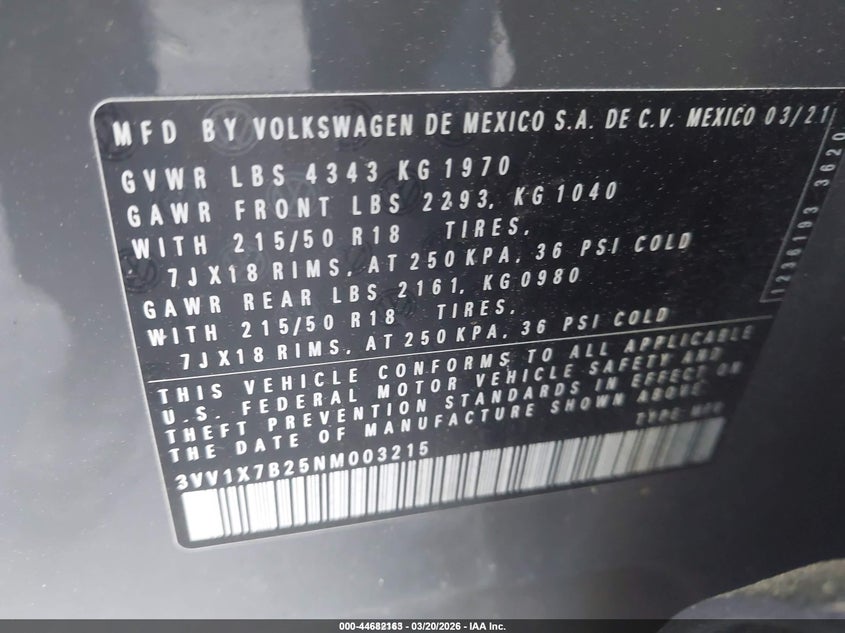 MFD BY VOLKSWAGEN DE MEXICO S.A. DE C.V. MEXICO 03/21
GVWR LBS 4343 KG 1970
GAWR FRONT LBS 2293, KG 1040
WITH 215/50 R18 TIRES,
7JX18 RIMS, AT 250 KPA, 36 PSI COLD
GAWR REAR LBS 2161, KG0980
WITH 215/50 R18 TIRES,
7JX18 RIMS, AT 250 KPA, 36 PSI COLD
THIS VEHICLE CONFORMS TO ALL APPLICABLE
U.S. FEDERAL MOTOR VEHICLE SAFETY AND
THEFT PREVENTION STANDARDS IN EFFECT ON
THE DATE OF MANUFACTURE SHOWN ABOVE
TYPE: MPV
3VV1X7B25NM003215
1236193 3620
000-44682163 - 03/20/2026 - IAA Inc.